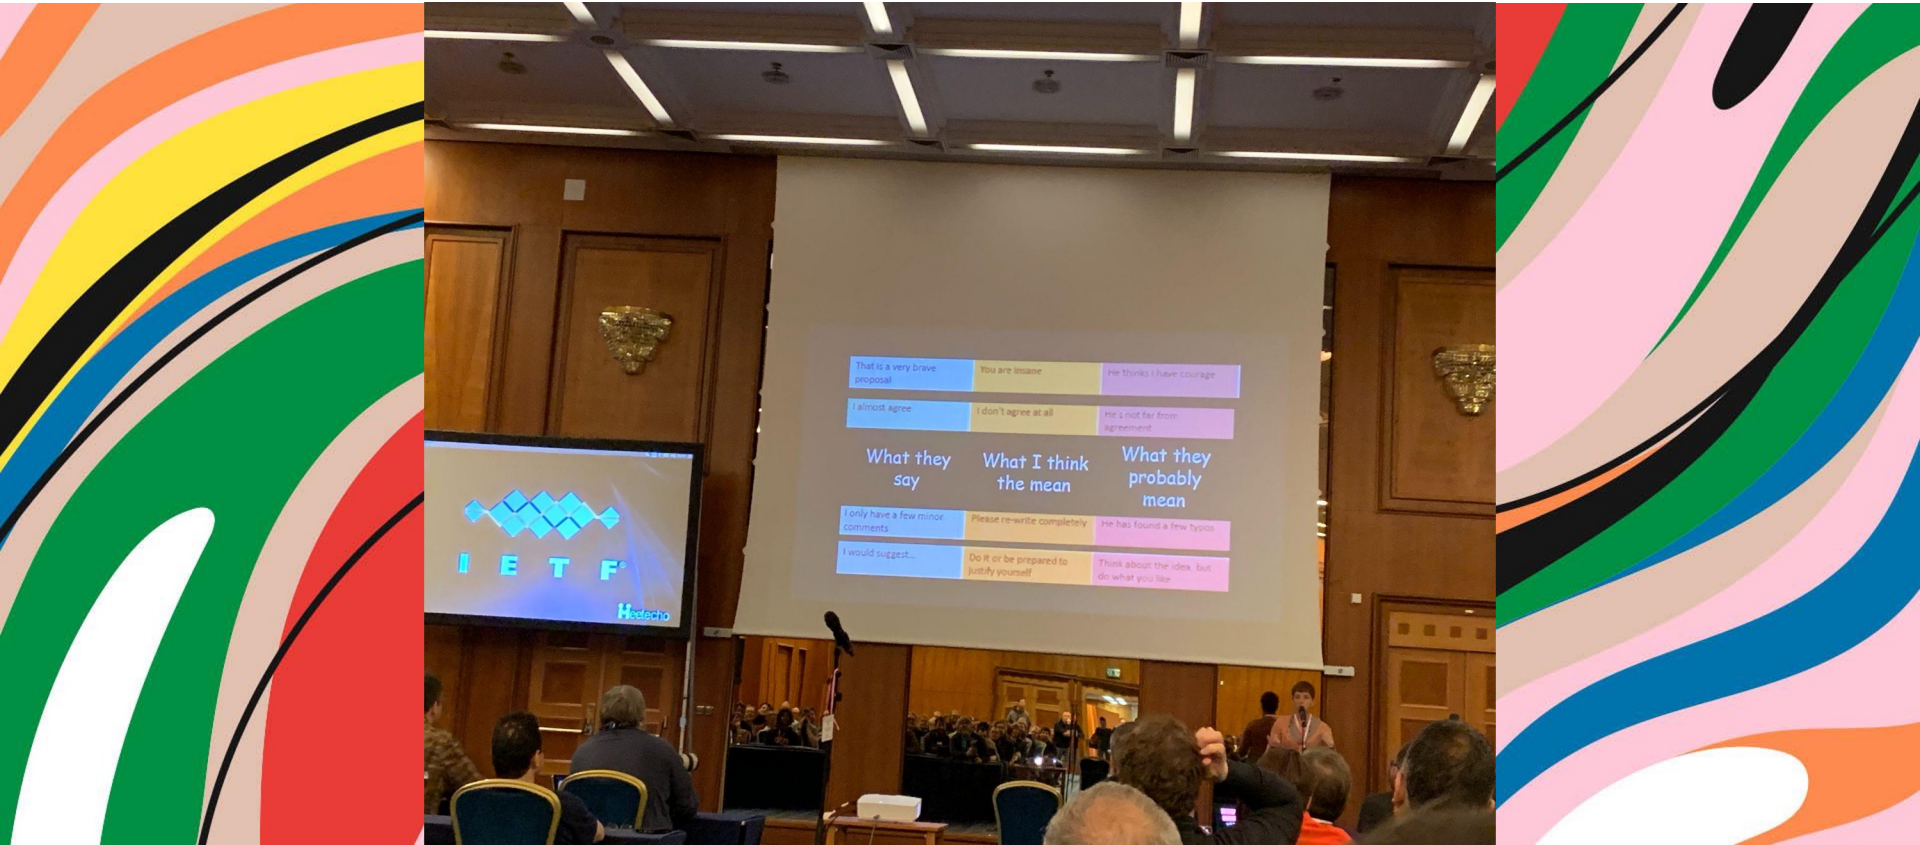 That is a very brave
proposal
You are insane
He thinks I have courage
I almost agree
I don't agree at all
He's not far from
agreement
What they
say
What I think
the mean
What they
probably
mean
I only have a few minor
comments
Please re-write completely
He has found a few typos
I would suggest...
Do it or be prepared to
justify yourself
Think about the idea, but
do what you like
I E T F
Meetecho